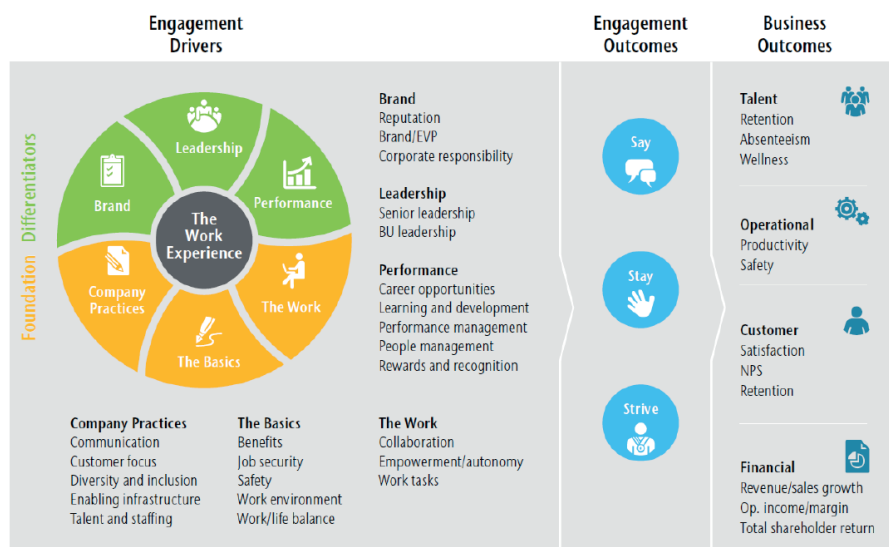 Engagement
Drivers
Engagement
Outcomes
Business
Outcomes
Differentiators
Foundation
Leadership
Brand
Performance
The
Work
Experience
Company
Practices
The Work
The Basics
Brand
Reputation
Brand/EVP
Corporate responsibility
Leadership
Senior leadership
BU leadership
Performance
Career opportunities
Learning and development
Performance management
People management
Rewards and recognition
Company Practices
Communication
Customer focus
Diversity and inclusion
Enabling infrastructure
Talent and staffing
The Basics
Benefits
Job security
Safety
Work environment
Work/life balance
The Work
Collaboration
Empowerment/autonomy
Work tasks
Say
Stay
Strive
Talent
Retention
Absenteeism
Wellness
Operational
Productivity
Safety
Customer
Satisfaction
NPS
Retention
Financial
Revenue/sales growth
Op. income/margin
Total shareholder return